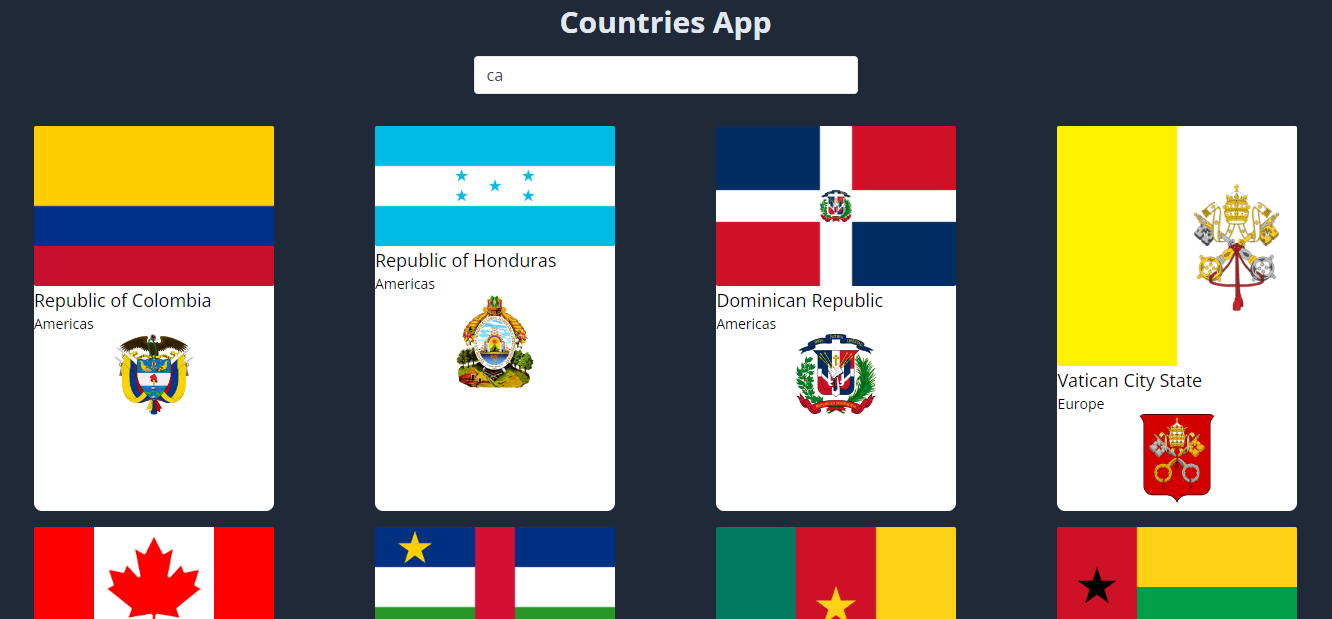 Countries App
ca
Republic of Colombia
Americas
Republic of Honduras
Americas
Dominican Republic
Americas
Vatican City State
Europe